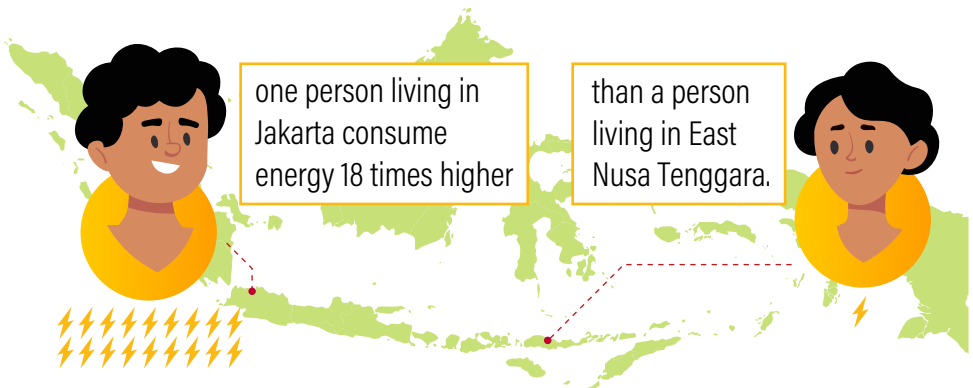 one person living in
Jakarta consume
energy 18 times higher
than a person
living in East
Nusa Tenggara.